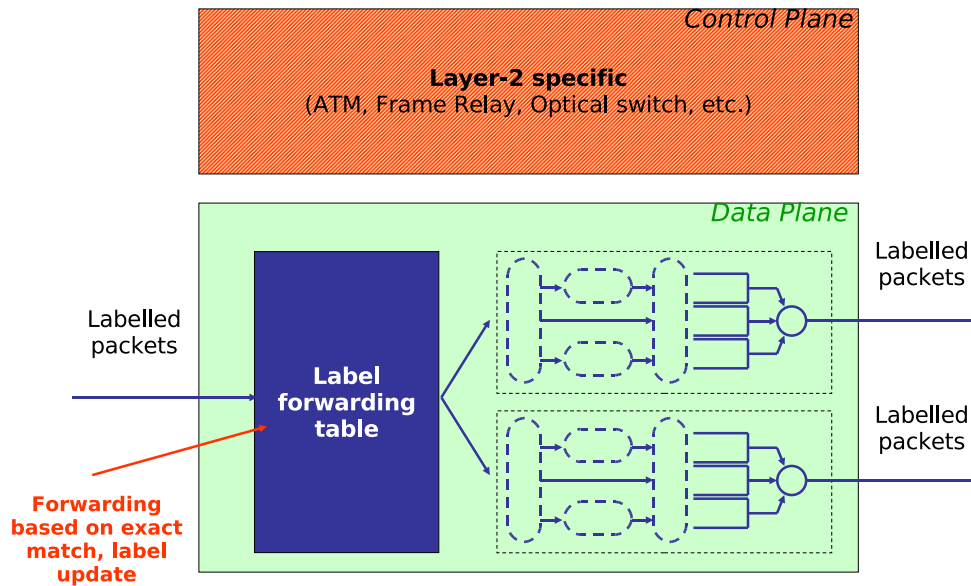 Control Plane
Layer-2 specific
(ATM, Frame Relay, Optical switch, etc.)
Data Plane
Labelled
packets
Labelled
packets
Label
forwarding
table
Labelled
packets
Forwarding
based on exact
match, label
update